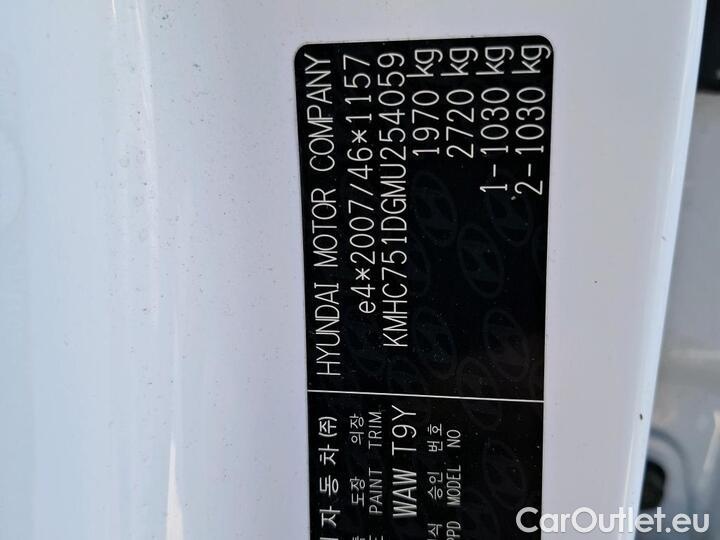 HYUNDAI MOTOR COMPANY
e4*2007/46*1157
KMHC751DGMU254059
1970 kg
2720 kg
1- 1030 kg
2- 1030 kg
자동차(주)
도장 의장
PAINT TRIM
WAW T9Y
승인 번호
MODEL NO
CarOutlet.eu